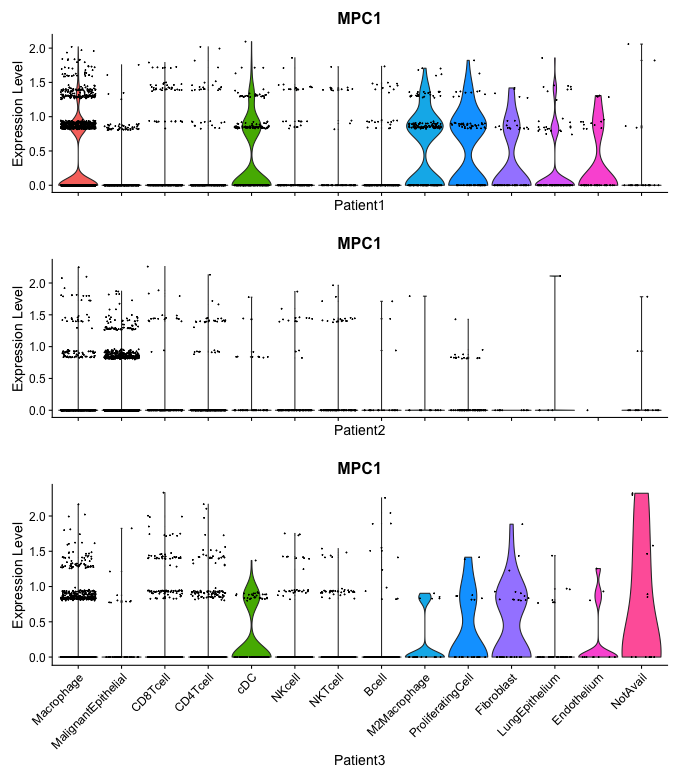 MPC1
Expression Level
2.0
1.5
1.0
0.5
0.0
Patient1
MPC1
Expression Level
2.0
1.5
1.0
0.5
0.0
Patient2
MPC1
Expression Level
2.0
1.5
1.0
0.5
0.0
Macrophage
MalignantEpithelial
CD8Tcell
CD4Tcell
cDC
NKcell
NKTcell
Bcell
M2Macrophage
ProliferatingCell
Fibroblast
LungEpithelium
Endothelium
NotAvail
Patient3